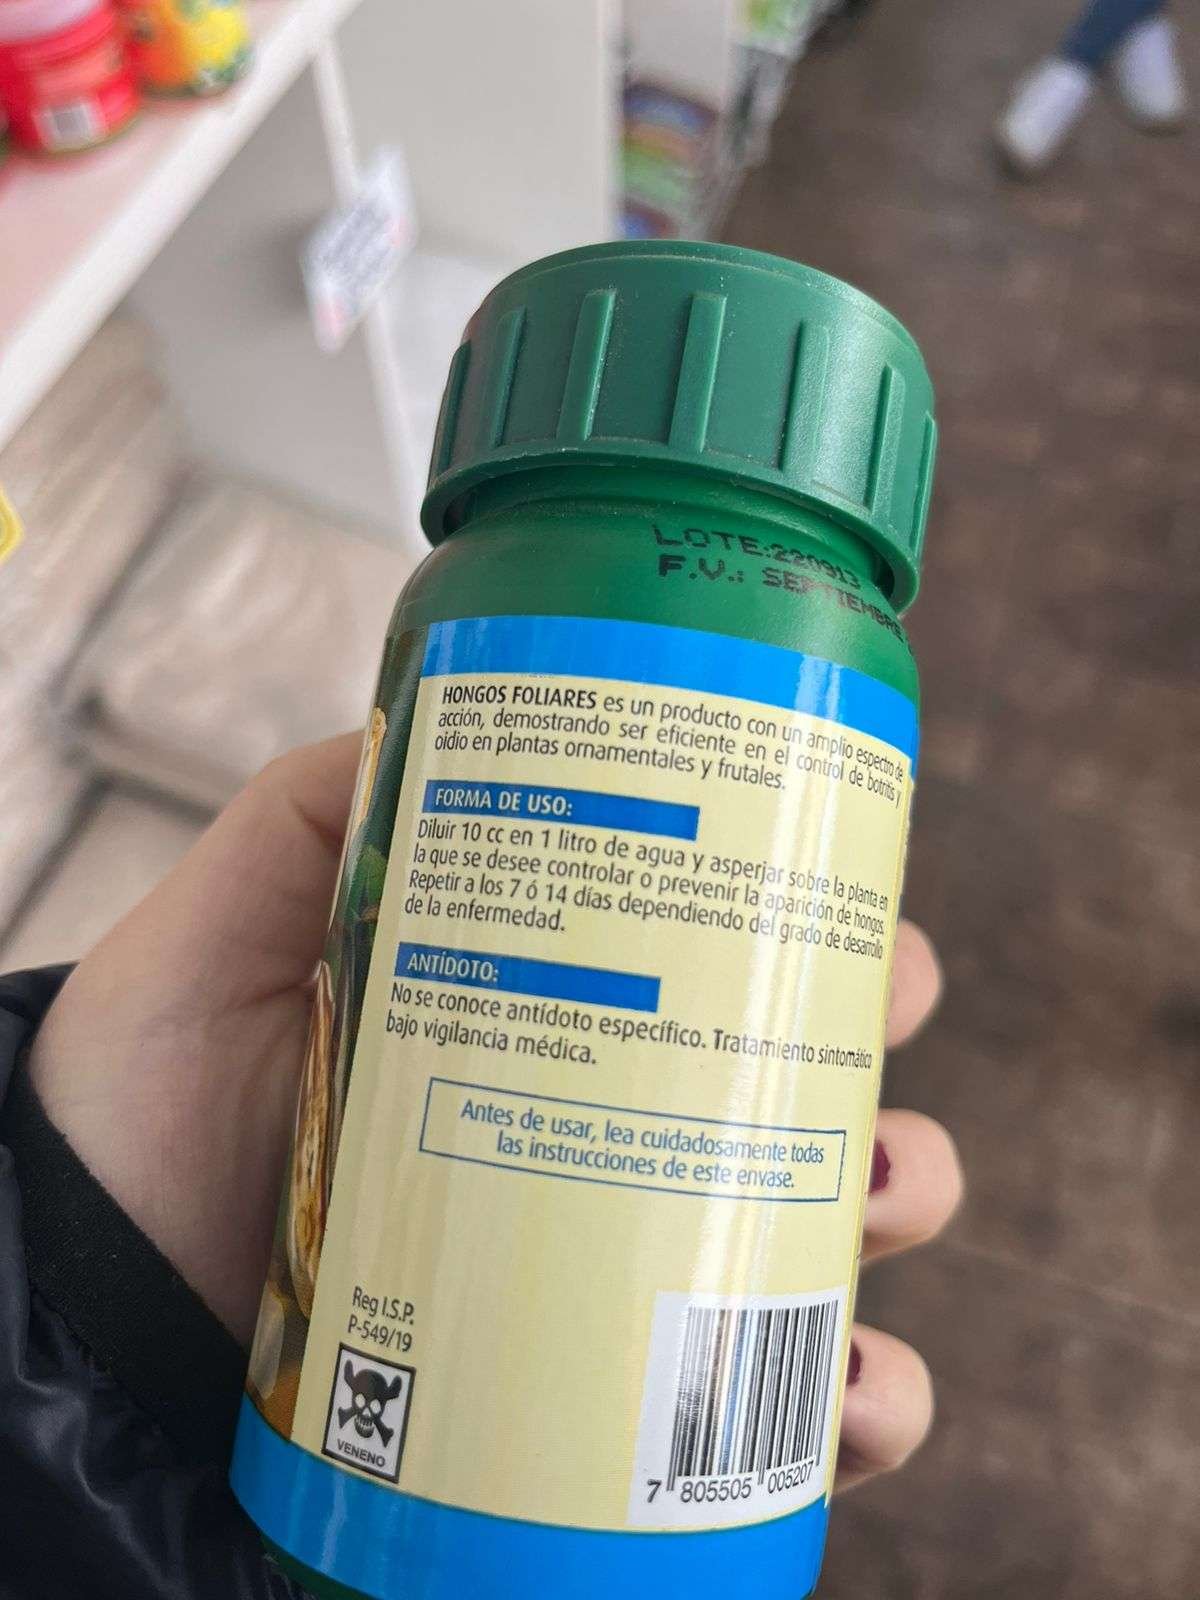 LOTE:220913
F.V.: SEPTIEMBRE
HONGOS FOLIARES es un producto con un amplio espectro de
acción, demostrando ser eficiente en el control de botritis y
oidio en plantas ornamentales y frutales.
FORMA DE USO:
Diluir 10 cc en 1 litro de agua y asperjar sobre la planta en
la que se desee controlar o prevenir la aparición de hongos.
Repetir a los 7 ó 14 días dependiendo del grado de desarrollo
de la enfermedad.
ANTÍDOTO:
No se conoce antídoto específico. Tratamiento sintomático
bajo vigilancia médica.
Antes de usar, lea cuidadosamente todas
las instrucciones de este envase.
Reg I.S.P.
P-549/19
VENENO
7 805505 005207